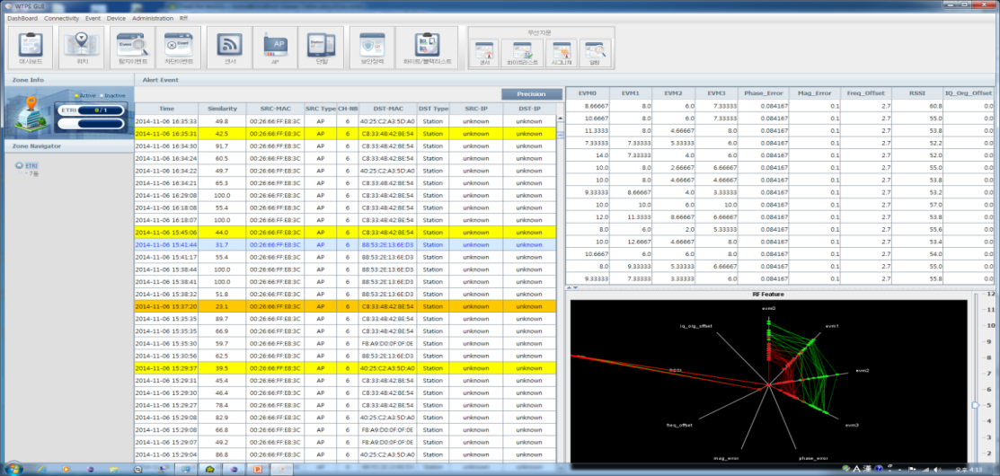 WTPS GUI
DashBoard Connectivity Event Device Administration Rff
대시보드 위치 탐지이벤트 차단이벤트 센서 AP 단말 보안정책 화이트/블랙리스트
무선지문
센서 화이트리스트 시그니처 알람
Zone Info
Active Inactive
ETRI 0 / 1
Zone Navigator
ETRI
7동
Alert Event
Precision
Time Similarity SRC-MAC SRC Type CH-NB DST-MAC DST Type SRC-IP DST-IP
2014-11-06 16:35:33 49.8 00:26:66:FF:E8:3C AP 6 40:25:C2:A3:5D:A0 Station unknown unknown
2014-11-06 16:35:31 42.5 00:26:66:FF:E8:3C AP 6 C8:33:48:42:BE:54 Station unknown unknown
2014-11-06 16:34:30 91.7 00:26:66:FF:E8:3C AP 6 C8:33:48:42:BE:54 Station unknown unknown
2014-11-06 16:34:24 60.5 00:26:66:FF:E8:3C AP 6 C8:33:48:42:BE:54 Station unknown unknown
2014-11-06 16:34:22 49.7 00:26:66:FF:E8:3C AP 6 40:25:C2:A3:5D:A0 Station unknown unknown
2014-11-06 16:34:21 65.3 00:26:66:FF:E8:3C AP 6 C8:33:48:42:BE:54 Station unknown unknown
2014-11-06 16:29:08 100.0 00:26:66:FF:E8:3C AP 6 C8:33:48:42:BE:54 Station unknown unknown
2014-11-06 16:18:08 55.4 00:26:66:FF:E8:3C AP 6 C8:33:48:42:BE:54 Station unknown unknown
2014-11-06 16:18:07 100.0 00:26:66:FF:E8:3C AP 6 C8:33:48:42:BE:54 Station unknown unknown
2014-11-06 15:45:06 44.0 00:26:66:FF:E8:3C AP 6 C8:33:48:42:BE:54 Station unknown unknown
2014-11-06 15:41:44 31.7 00:26:66:FF:E8:3C AP 6 88:53:2E:13:6E:D3 Station unknown unknown
2014-11-06 15:41:17 55.4 00:26:66:FF:E8:3C AP 6 88:53:2E:13:6E:D3 Station unknown unknown
2014-11-06 15:38:44 100.0 00:26:66:FF:E8:3C AP 6 88:53:2E:13:6E:D3 Station unknown unknown
2014-11-06 15:38:41 100.0 00:26:66:FF:E8:3C AP 6 88:53:2E:13:6E:D3 Station unknown unknown
2014-11-06 15:38:32 51.8 00:26:66:FF:E8:3C AP 6 88:53:2E:13:6E:D3 Station unknown unknown
2014-11-06 15:37:20 23.1 00:26:66:FF:E8:3C AP 6 C8:33:48:42:BE:54 Station unknown unknown
2014-11-06 15:35:35 89.7 00:26:66:FF:E8:3C AP 6 C8:33:48:42:BE:54 Station unknown unknown
2014-11-06 15:35:35 66.9 00:26:66:FF:E8:3C AP 6 C8:33:48:42:BE:54 Station unknown unknown
2014-11-06 15:35:30 59.7 00:26:66:FF:E8:3C AP 6 F8:A9:D0:0F:0F:0E Station unknown unknown
2014-11-06 15:30:56 62.5 00:26:66:FF:E8:3C AP 6 F8:A9:D0:0F:0F:0E Station unknown unknown
2014-11-06 15:29:37 39.5 00:26:66:FF:E8:3C AP 6 40:25:C2:A3:5D:A0 Station unknown unknown
2014-11-06 15:29:31 45.4 00:26:66:FF:E8:3C AP 6 C8:33:48:42:BE:54 Station unknown unknown
2014-11-06 15:29:30 46.4 00:26:66:FF:E8:3C AP 6 C8:33:48:42:BE:54 Station unknown unknown
2014-11-06 15:29:27 78.4 00:26:66:FF:E8:3C AP 6 C8:33:48:42:BE:54 Station unknown unknown
2014-11-06 15:29:08 82.9 00:26:66:FF:E8:3C AP 6 40:25:C2:A3:5D:A0 Station unknown unknown
2014-11-06 15:29:08 66.8 00:26:66:FF:E8:3C AP 6 F8:A9:D0:0F:0F:0E Station unknown unknown
2014-11-06 15:29:07 49.2 00:26:66:FF:E8:3C AP 6 F8:A9:D0:0F:0F:0E Station unknown unknown
2014-11-06 15:29:04 86.8 00:26:66:FF:E8:3C AP 6 C8:33:48:42:BE:54 Station unknown unknown
EVM0 EVM1 EVM2 EVM3 Phase_Error Mag_Error Freq_Offset RSSI IQ_Org_Offset
8.66667 8.0 6.0 7.33333 0.084167 0.1 2.7 60.8 0.0
10.6667 8.0 6.0 7.33333 0.084167 0.1 2.7 55.0 0.0
11.3333 8.0 4.66667 8.0 0.084167 0.1 2.7 53.8 0.0
7.33333 7.33333 5.33333 6.0 0.084167 0.1 2.7 52.2 0.0
14.0 7.33333 4.0 6.0 0.084167 0.1 2.7 52.0 0.0
10.0 8.0 2.66667 6.66667 0.084167 0.1 2.7 55.0 0.0
10.0 8.0 4.66667 4.66667 0.084167 0.1 2.7 53.8 0.0
9.33333 8.66667 4.0 3.33333 0.084167 0.1 2.7 53.2 0.0
10.0 10.0 6.0 10.0 0.084167 0.1 2.7 57.0 0.0
12.0 11.3333 8.66667 6.66667 0.084167 0.1 2.7 53.8 0.0
8.0 6.0 2.0 5.33333 0.084167 0.1 2.7 55.6 0.0
10.0 12.6667 4.66667 8.0 0.084167 0.1 2.7 53.4 0.0
10.6667 6.0 6.0 8.0 0.084167 0.1 2.7 54.0 0.0
8.0 9.33333 5.33333 6.66667 0.084167 0.1 2.7 55.0 0.0
9.33333 7.33333 3.33333 6.0 0.084167 0.1 2.7 55.8 0.0
RF Feature
evm0
iq_org_offset
evm1
evm2
evm3
freq_offset
mag_error
phase_error
12
11
10
9
8
7
6
5
4
3
2
1
오후 4:13